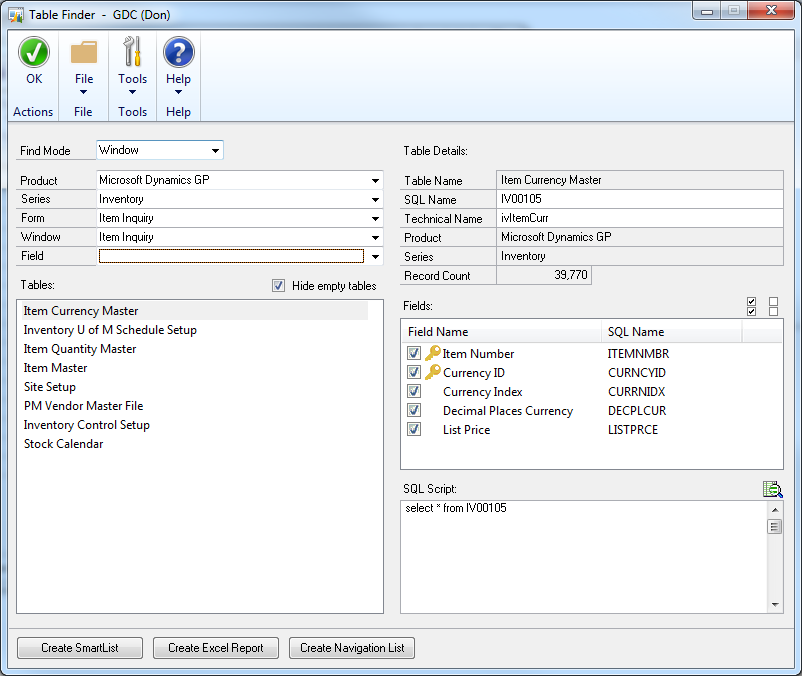 Table Finder - GDC (Don)
OK File Tools Help
Actions File Tools Help
Find Mode Window
Product Microsoft Dynamics GP
Series Inventory
Form Item Inquiry
Window Item Inquiry
Field
Tables: Hide empty tables
Item Currency Master
Inventory U of M Schedule Setup
Item Quantity Master
Item Master
Site Setup
PM Vendor Master File
Inventory Control Setup
Stock Calendar
Table Details:
Table Name Item Currency Master
SQL Name IV00105
Technical Name ivItemCurr
Product Microsoft Dynamics GP
Series Inventory
Record Count 39,770
Fields:
Field Name SQL Name
Item Number ITEMNMBR
Currency ID CURNCYID
Currency Index CURRNIDX
Decimal Places Currency DECPLCUR
List Price LISTPRCE
SQL Script:
select * from IV00105
Create SmartList Create Excel Report Create Navigation List